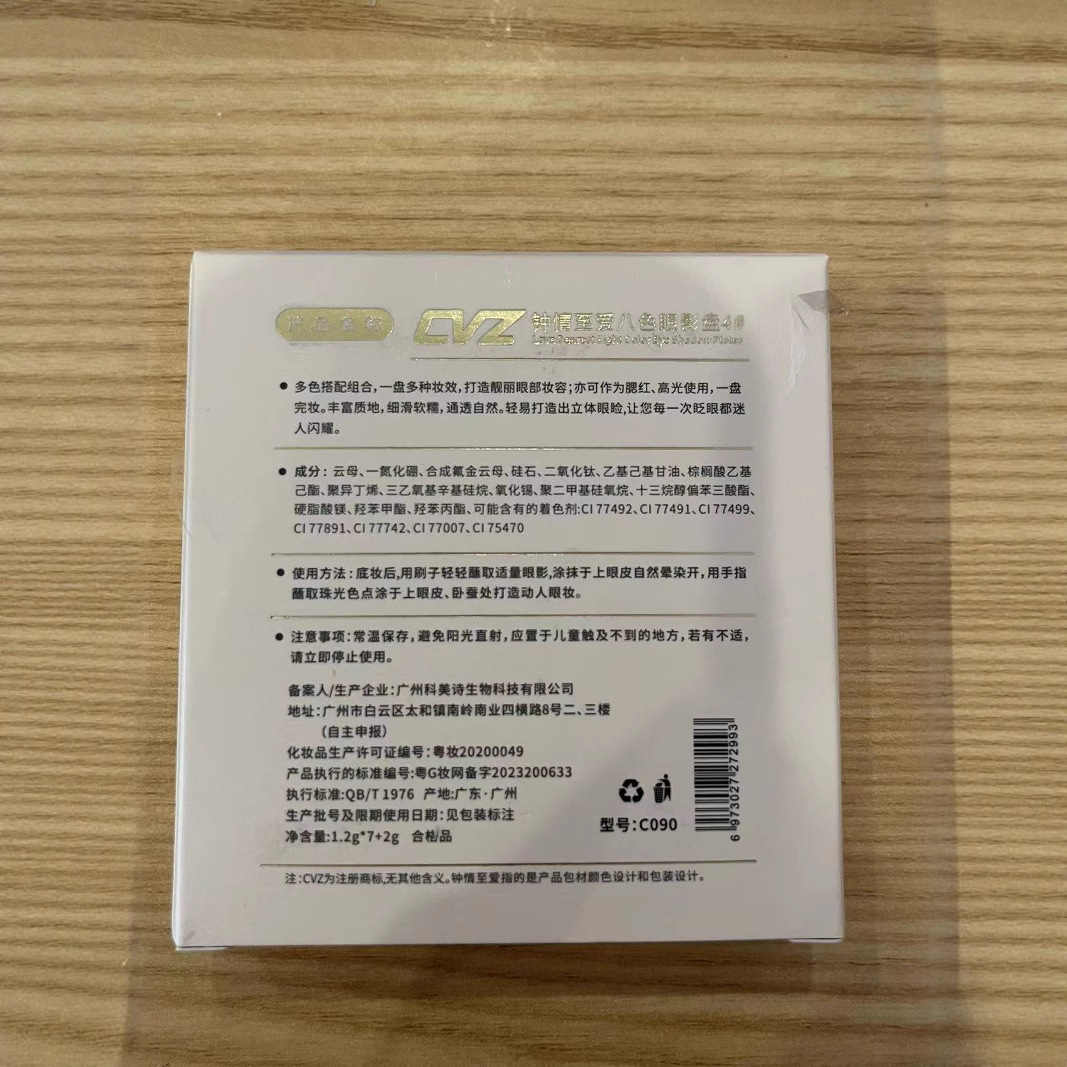 产品名称 CVZ 钟情至爱八色眼影盘4#
Eye Shadow Plate
多色搭配组合,一盘多种妆效,打造靓丽眼部妆容;亦可作为腮红、高光使用,一盘
完妆。丰富质地,细滑软糯,通透自然。轻易打造出立体眼睑,让您每一次眨眼都迷
人闪耀。
成分:云母、一氮化硼、合成氟金云母、硅石、二氧化钛、乙基己基甘油、棕榈酸乙基
己酯、聚异丁烯、三乙氧基辛基硅烷、氧化锡、聚二甲基硅氧烷、十三烷醇偏苯三酸酯、
硬脂酸镁、羟苯甲酯、羟苯丙酯、可能含有的着色剂:CI 77492、CI 77491、CI 77499、
CI 77891、CI 77742、CI 77007、CI 75470
使用方法:底妆后,用刷子轻轻蘸取适量眼影,涂抹于上眼皮自然晕染开,用手指
蘸取珠光色点涂于上眼皮、卧蚕处打造动人眼妆。
注意事项:常温保存,避免阳光直射,应置于儿童触及不到的地方,若有不适,
请立即停止使用。
备案人/生产企业:广州科美诗生物科技有限公司
地址:广州市白云区太和镇南岭南业四横路8号二、三楼
(自主申报)
化妆品生产许可证编号:粤妆20200049
产品执行的标准编号:粤G妆网备字2023200633
执行标准:QB/T 1976 产地:广东·广州
生产批号及限期使用日期:见包装标注
净含量:1.2g*7+2g 合格品
型号:C090
6 973027 272993
注:CVZ为注册商标,无其他含义。钟情至爱指的是产品包材颜色设计和包装设计。